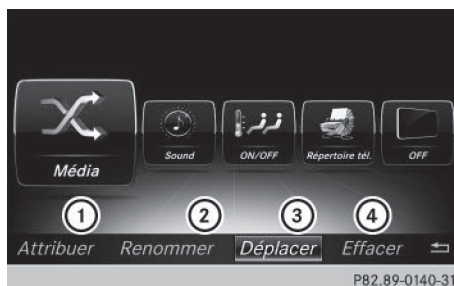 Média
Sound
ON/OFF
Répertoire tél.
OFF
1 2 3 4
Attribuer Renommer Déplacer Effacer
P82.89-0140-31